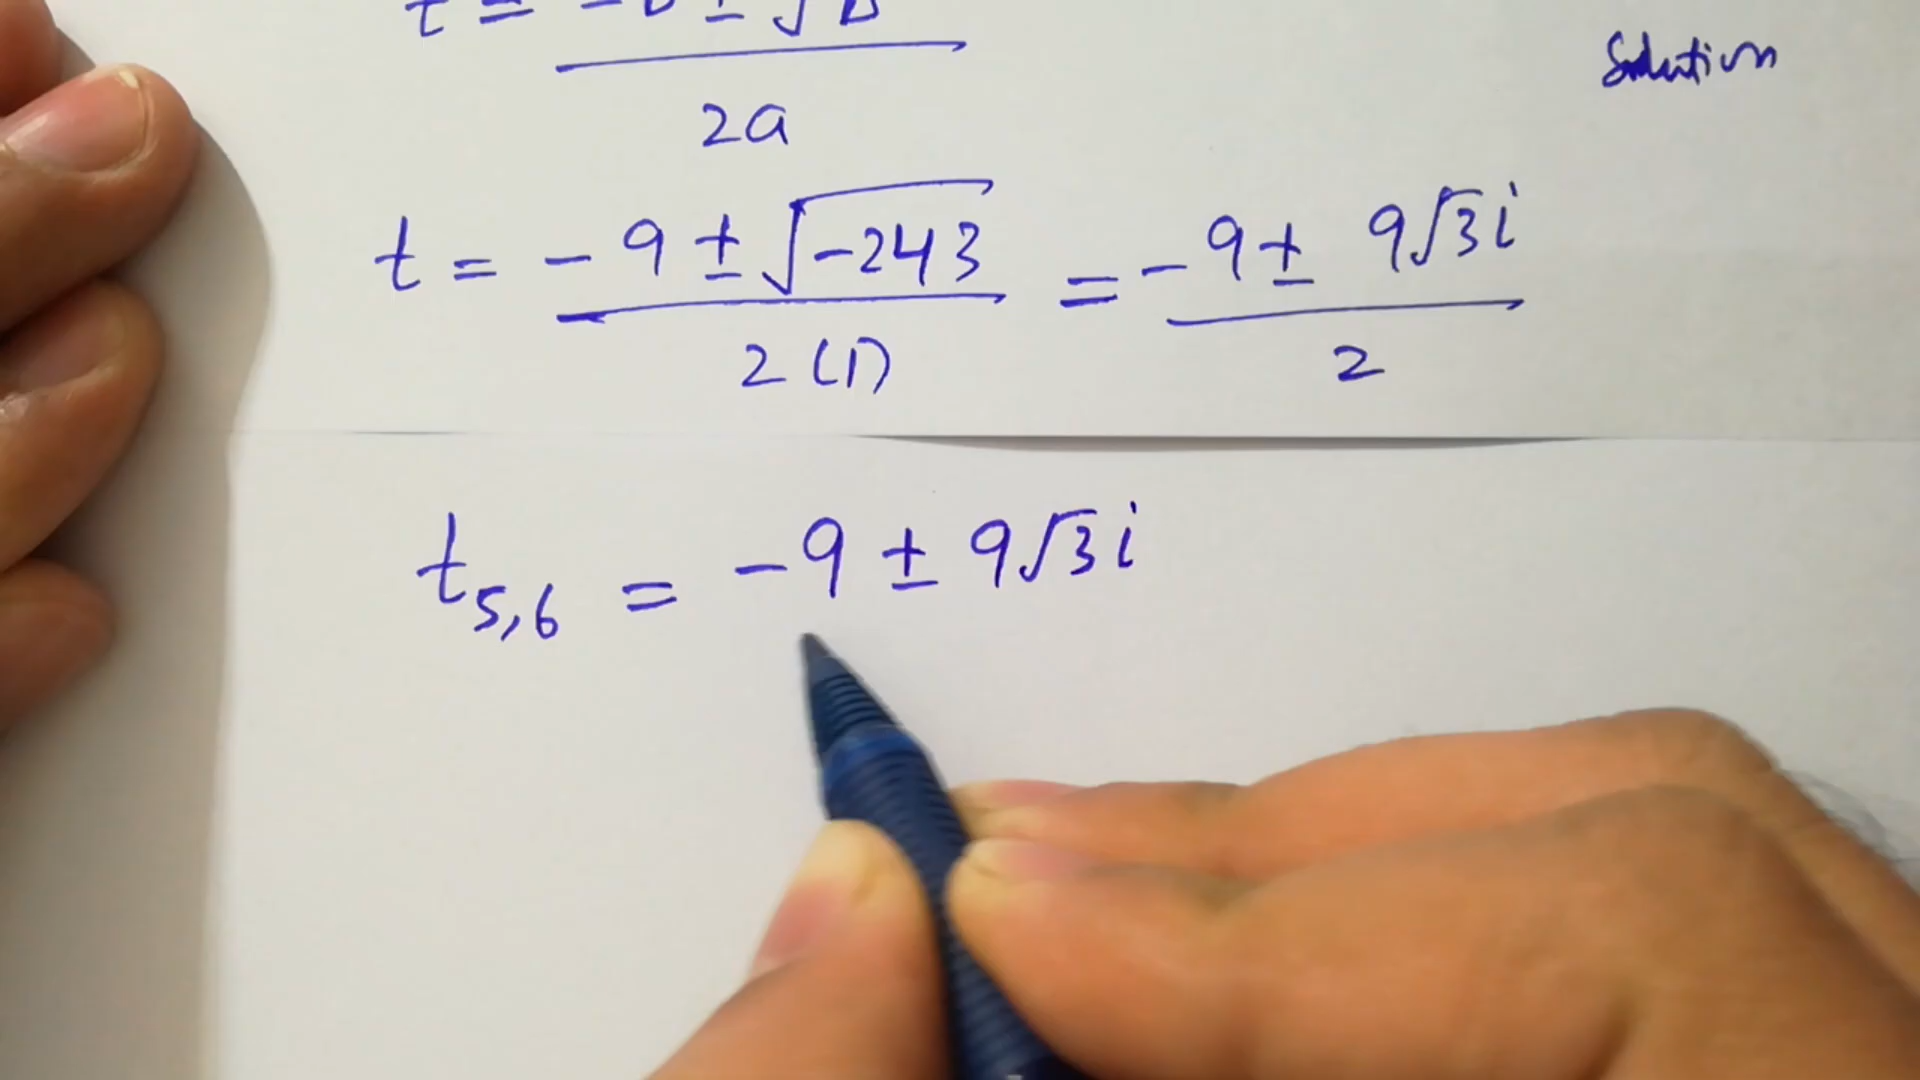 t = -b ± √D
2a
Solution
t = -9 ± √-243 / 2(1) = -9 ± 9√3i / 2
t5,6 = -9 ± 9√3i